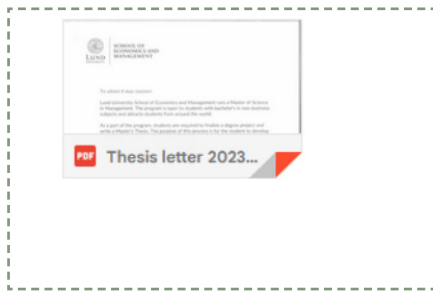 LUND
UNIVERSITY
SCHOOL OF
ECONOMICS AND
MANAGEMENT
To whom it may concern
Lund University School of Economics and Management runs a Master of Science
in Management. The program is open to students with bachelor's in non-business
subjects and attracts students from around the world.
As a part of the program, students are required to finalize a degree project and
write a Master's Thesis. The purpose of this process is for the student to develop
PDF
Thesis letter 2023...